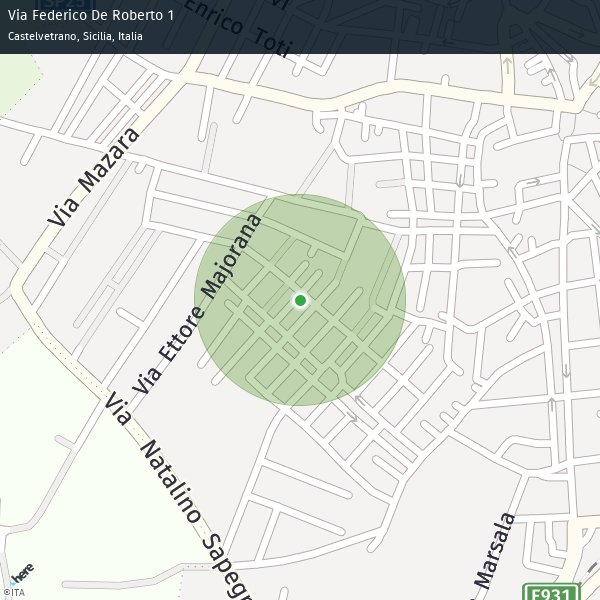 Via Federico De Roberto 1
Castelvetrano, Sicilia, Italia
Enrico Toti
Via Mazara
Via Ettore Majorana
Via Natalino Sapegn
Marsala
E931
here
©ITA